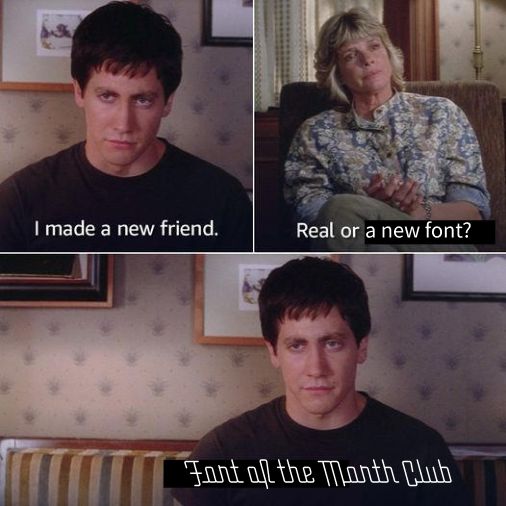 I made a new friend.
Real or a new font?
Font of the Month Club